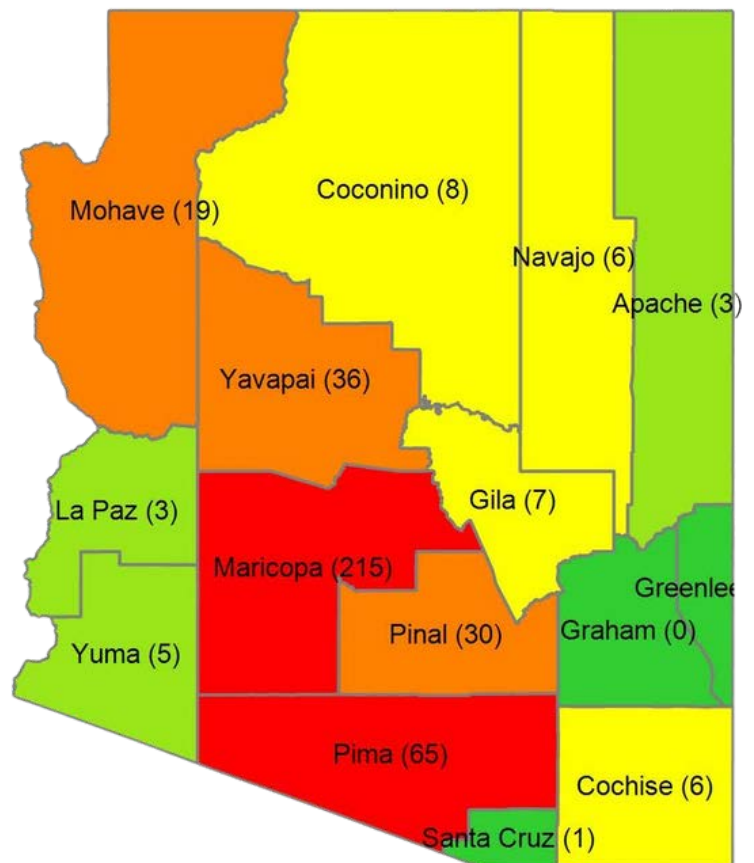 Coconino (8)
Mohave (19)
Navajo (6)
Apache (3)
Yavapai (36)
Gila (7)
La Paz (3)
Maricopa (215)
Greenlee
Graham (0)
Pinal (30)
Yuma (5)
Pima (65)
Cochise (6)
Santa Cruz (1)